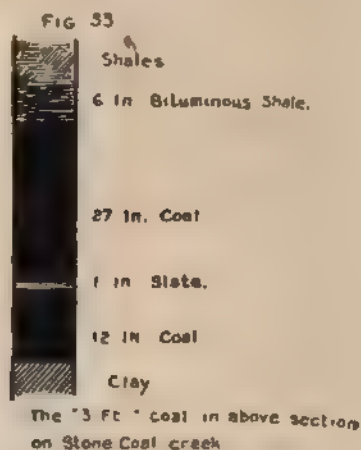 FIG 33
Shales
6 In Bituminous Shale.
27 In. Coal
1 in Slate.
12 IN Coal
Clay
The "3 Ft" coal in above section
on Stone Coal creek